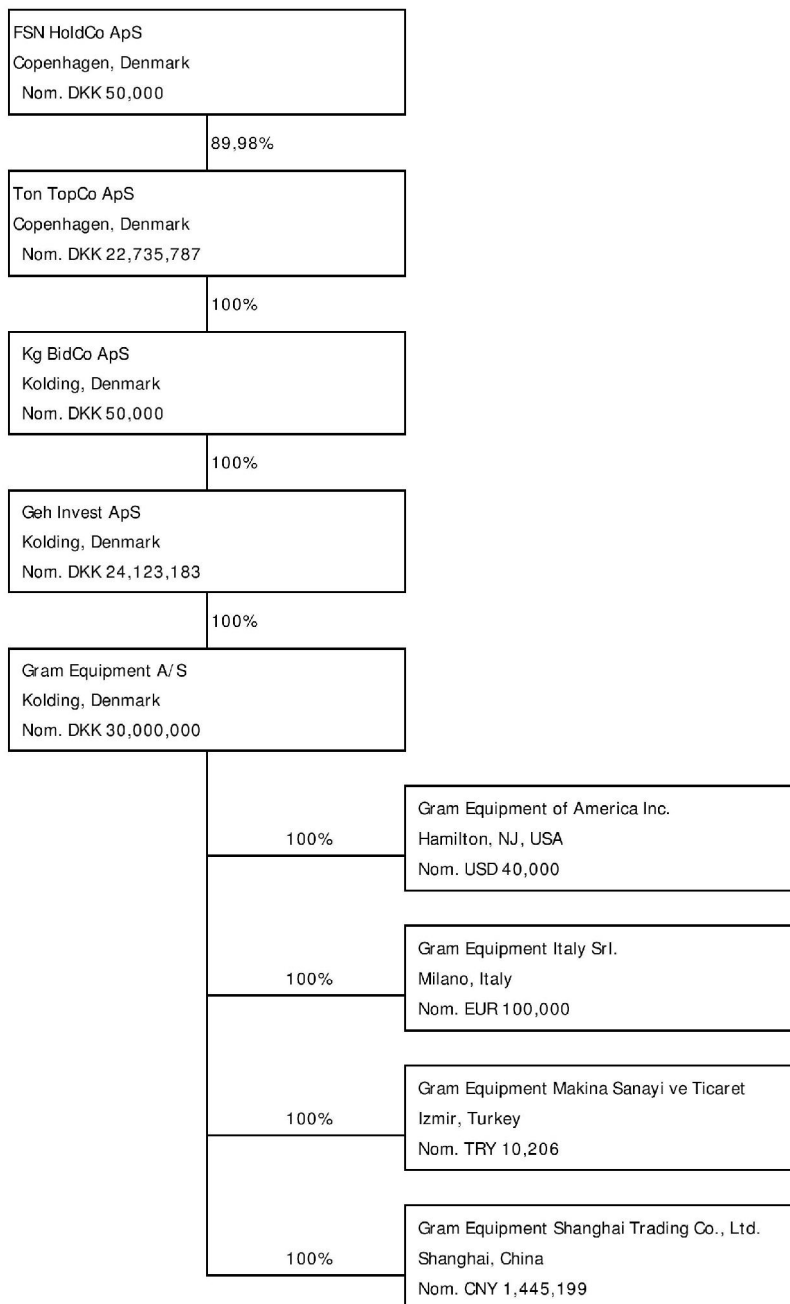 FSN HoldCo ApS
Copenhagen, Denmark
Nom. DKK 50,000
89,98%
Ton TopCo ApS
Copenhagen, Denmark
Nom. DKK 22,735,787
100%
Kg BidCo ApS
Kolding, Denmark
Nom. DKK 50,000
100%
Geh Invest ApS
Kolding, Denmark
Nom. DKK 24,123,183
100%
Gram Equipment A/S
Kolding, Denmark
Nom. DKK 30,000,000
100%
Gram Equipment of America Inc.
Hamilton, NJ, USA
Nom. USD 40,000
100%
Gram Equipment Italy Srl.
Milano, Italy
Nom. EUR 100,000
100%
Gram Equipment Makina Sanayi ve Ticaret
Izmir, Turkey
Nom. TRY 10,206
100%
Gram Equipment Shanghai Trading Co., Ltd.
Shanghai, China
Nom. CNY 1,445,199